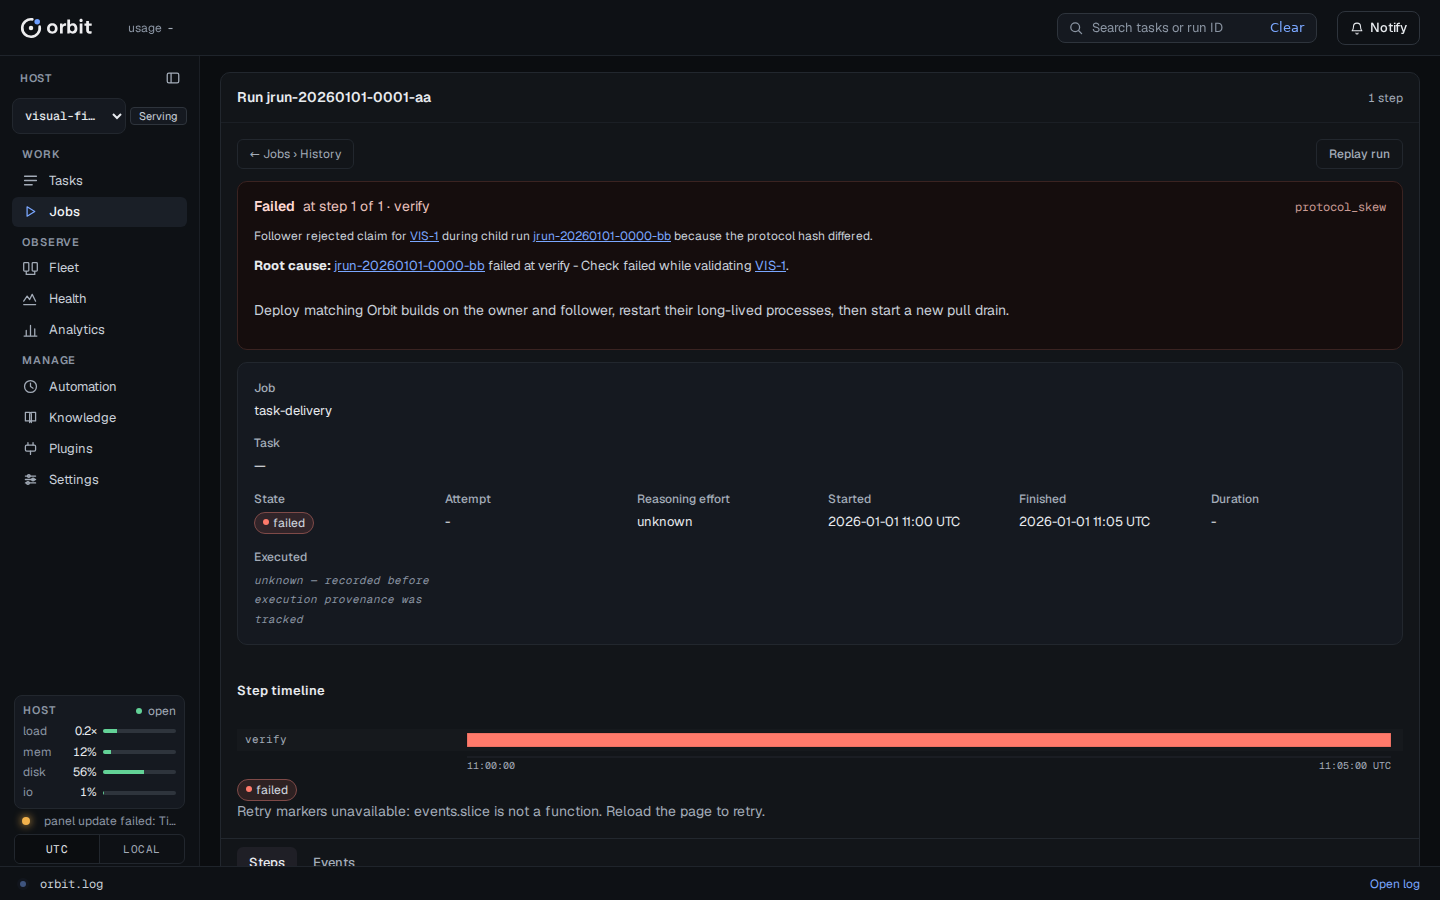 orbit
usage -
Search tasks or run ID
Clear
Notify
HOST
visual-fi...
Serving
WORK
Tasks
Jobs
OBSERVE
Fleet
Health
Analytics
MANAGE
Automation
Knowledge
Plugins
Settings
HOST
open
load 0.2×
mem 12%
disk 56%
io 1%
panel update failed: Ti...
UTC
LOCAL
Run jrun-20260101-0001-aa
1 step
← Jobs › History
Replay run
Failed at step 1 of 1 · verify
protocol_skew
Follower rejected claim for VIS-1 during child run jrun-20260101-0000-bb because the protocol hash differed.
Root cause: jrun-20260101-0000-bb failed at verify - Check failed while validating VIS-1.
Deploy matching Orbit builds on the owner and follower, restart their long-lived processes, then start a new pull drain.
Job
task-delivery
Task
—
State
failed
Attempt
-
Reasoning effort
unknown
Started
2026-01-01 11:00 UTC
Finished
2026-01-01 11:05 UTC
Duration
-
Executed
unknown — recorded before
execution provenance was
tracked
Step timeline
verify
11:00:00
11:05:00 UTC
failed
Retry markers unavailable: events.slice is not a function. Reload the page to retry.
Steps
Events
orbit.log
Open log